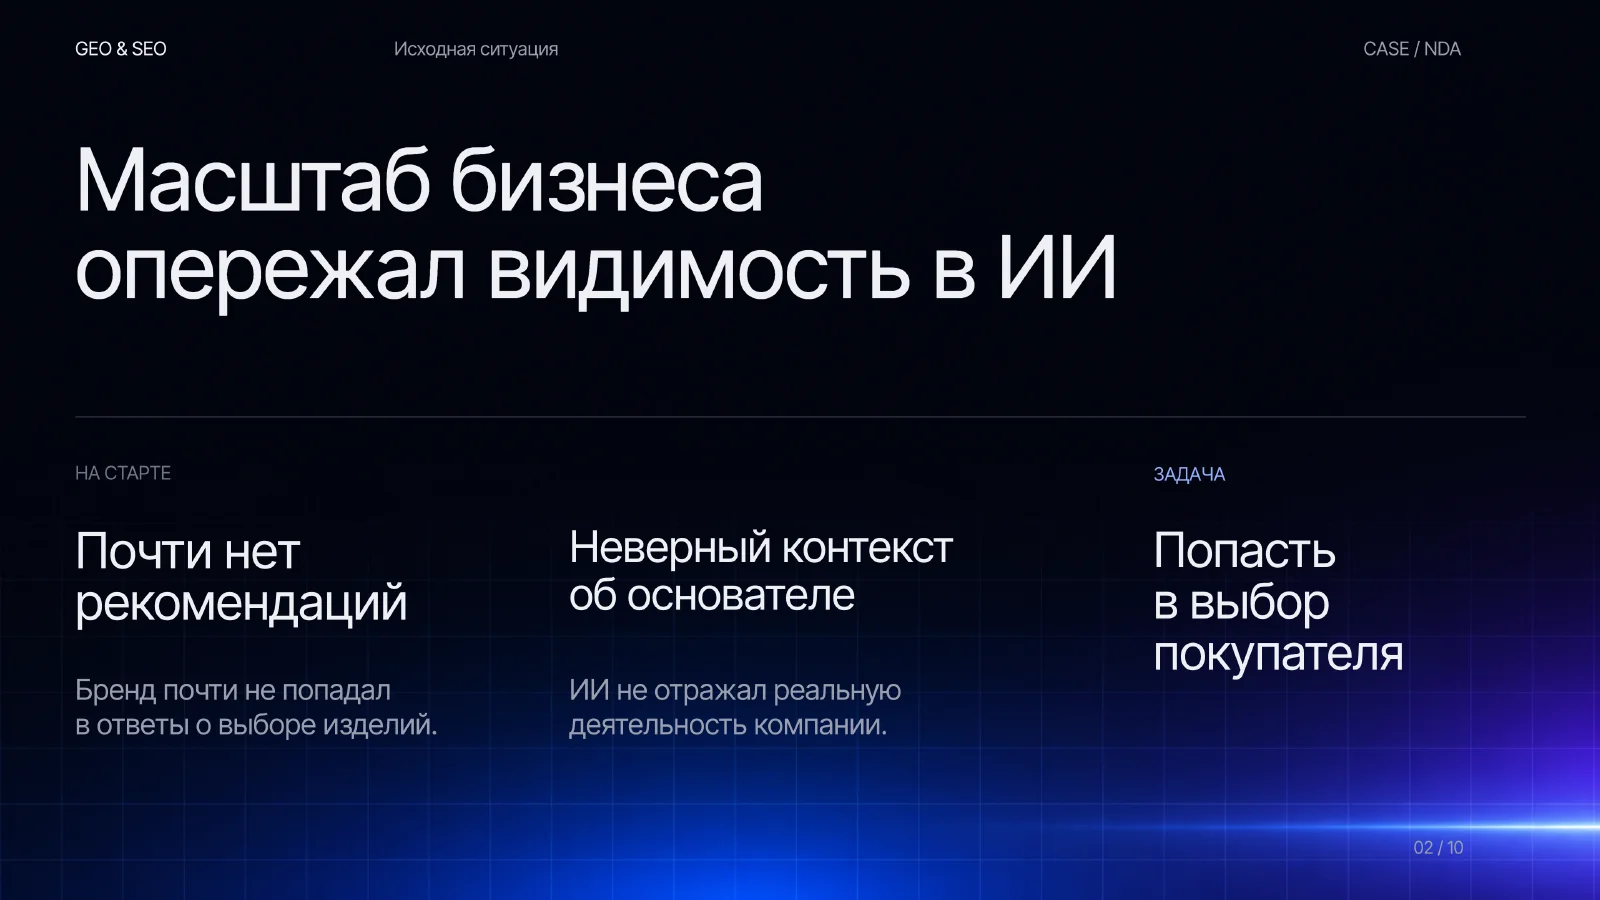 GEO & SEO
Исходная ситуация
CASE / NDA
Масштаб бизнеса
опережал видимость в ИИ
НА СТАРТЕ
Почти нет
рекомендаций
Бренд почти не попадал
в ответы о выборе изделий.
Неверный контекст
об основателе
ИИ не отражал реальную
деятельность компании.
ЗАДАЧА
Попасть
в выбор
покупателя
02 / 10